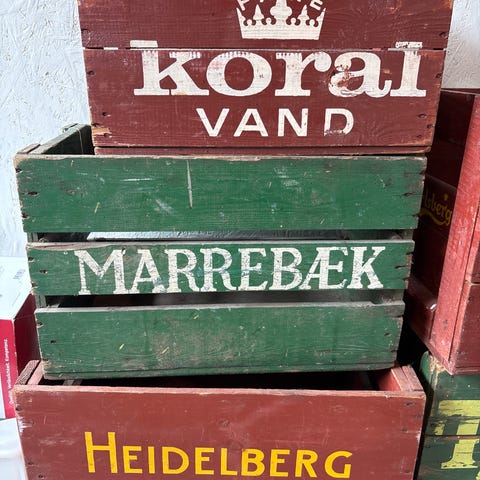 koral
VAND
MARREBÆK
HEIDELBERG